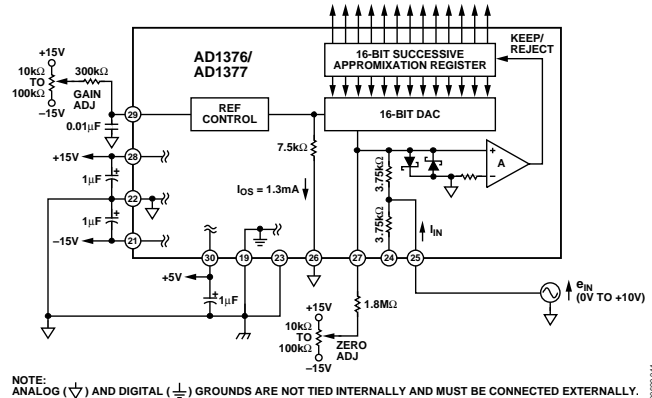 KEEP/
REJECT
+15V
10kΩ
TO
100kΩ
–15V
300kΩ
GAIN
ADJ
0.01μF
AD1376/
AD1377
16-BIT SUCCESSIVE
APPROMIXATION REGISTER
29
REF
CONTROL
16-BIT DAC
7.5kΩ
+15V
28
1μF
22
1μF
–15V
21
IOS = 1.3mA
3.75kΩ
3.75kΩ
+
–
A
IIN
30
19
23
26
27
24
25
+5V
1μF
1.8MΩ
eIN
(0V TO +10V)
+15V
10kΩ
TO
100kΩ
–15V
ZERO
ADJ
NOTE:
ANALOG ( ) AND DIGITAL ( ) GROUNDS ARE NOT TIED INTERNALLY AND MUST BE CONNECTED EXTERNALLY.